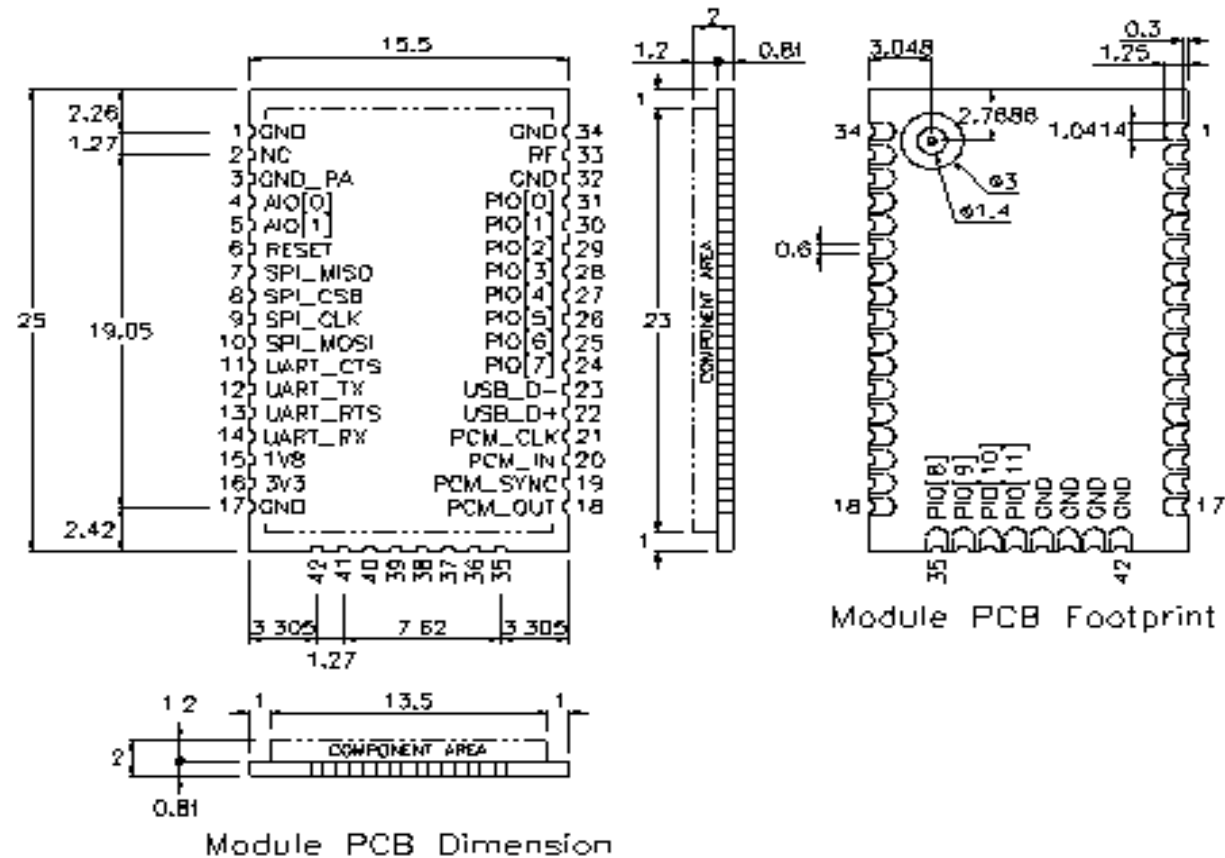 15.5
2
1.2
0.81
3.048
0.3
1.25
2.26
1.27
25
19.05
2.42
1 GND
2 NC
3 GND_PA
4 AIO[0]
5 AIO[1]
6 RESET
7 SPI_MISO
8 SPI_CSB
9 SPI_CLK
10 SPI_MOSI
11 UART_CTS
12 UART_TX
13 UART_RTS
14 UART_RX
15 1V8
16 3V3
17 GND
GND 34
RF 33
GND 32
PIO[0] 31
PIO[1] 30
PIO[2] 29
PIO[3] 28
PIO[4] 27
PIO[5] 26
PIO[6] 25
PIO[7] 24
USB_D- 23
USB_D+ 22
PCM_CLK 21
PCM_IN 20
PCM_SYNC 19
PCM_OUT 18
42 41 40 39 38 37 36 35
3.305
7.62
3.305
1.27
1
23
1
COMPONENT AREA
34
2.7686
1.0414
1
ø3
ø1.4
0.6
18
17
PIO[8]
PIO[9]
PIO[10]
PIO[11]
GND
GND
GND
GND
35
42
Module PCB Footprint
1.2
1
13.5
1
2
COMPONENT AREA
0.81
Module PCB Dimension